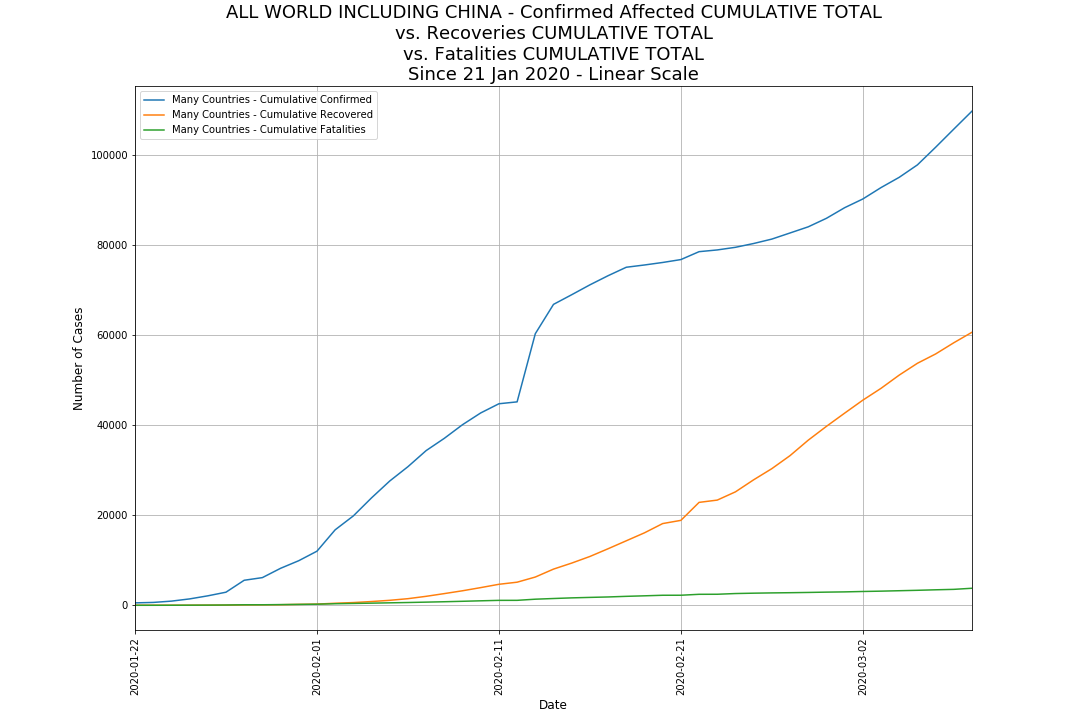 ALL WORLD INCLUDING CHINA - Confirmed Affected CUMULATIVE TOTAL
vs. Recoveries CUMULATIVE TOTAL
vs. Fatalities CUMULATIVE TOTAL
Since 21 Jan 2020 - Linear Scale
Many Countries - Cumulative Confirmed
Many Countries - Cumulative Recovered
Many Countries - Cumulative Fatalities
Number of Cases
100000
80000
60000
40000
20000
0
2020-01-22
2020-02-01
2020-02-11
2020-02-21
2020-03-02
Date